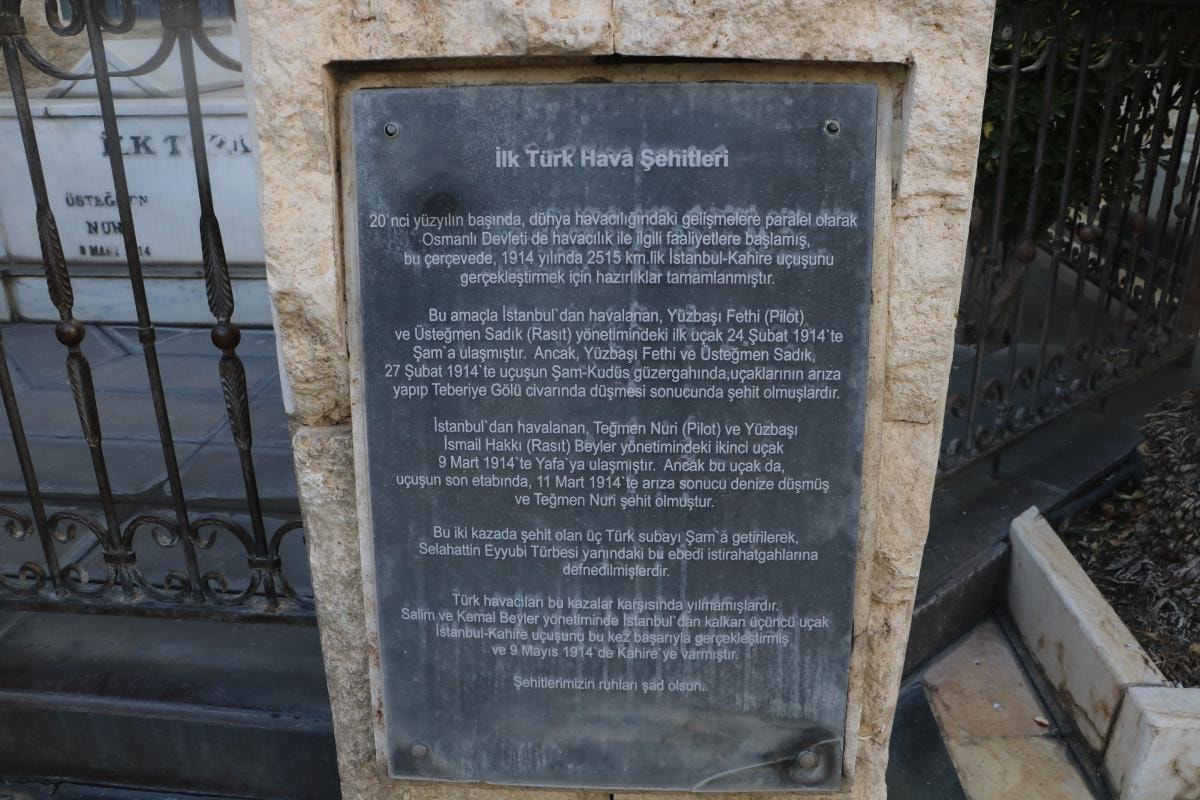 İLK TÜRK
ÜSTEĞMEN
NURİ
İlk Türk Hava Şehitleri
20`nci yüzyılın başında, dünya havacılığındaki gelişmelere paralel olarak
Osmanlı Devleti de havacılık ile ilgili faaliyetlere başlamış,
bu çerçevede, 1914 yılında 2515 km.lik İstanbul-Kahire uçuşunu
gerçekleştirmek için hazırlıklar tamamlanmıştır.
Bu amaçla İstanbul`dan havalanan, Yüzbaşı Fethi (Pilot)
ve Üsteğmen Sadık (Rasıt) yönetimindeki ilk uçak 24 Şubat 1914`te
Şam`a ulaşmıştır. Ancak, Yüzbaşı Fethi ve Üsteğmen Sadık,
27 Şubat 1914`te uçuşun Şam-Kudüs güzergahında,uçaklarının arıza
yapıp Teberiye Gölü civarında düşmesi sonucunda şehit olmuşlardır.
İstanbul`dan havalanan, Teğmen Nuri (Pilot) ve Yüzbaşı
İsmail Hakkı (Rasıt) Beyler yönetimindeki ikinci uçak
9 Mart 1914`te Yafa`ya ulaşmıştır. Ancak bu uçak da,
uçuşun son etabında, 11 Mart 1914`te arıza sonucu denize düşmüş
ve Teğmen Nuri şehit olmuştur.
Bu iki kazada şehit olan üç Türk subayı Şam`a getirilerek,
Selahattin Eyyubi Türbesi yanındaki bu ebedi istirahatgahlarına
defnedilmişlerdir.
Türk havacıları bu kazalar karşısında yılmamışlardır.
Salim ve Kemal Beyler yönetiminde İstanbul`dan kalkan üçüncü uçak
İstanbul-Kahire uçuşunu bu kez başarıyla gerçekleştirmiş
ve 9 Mayıs 1914`de Kahire`ye varmıştır.
Şehitlerimizin ruhları şad olsun..